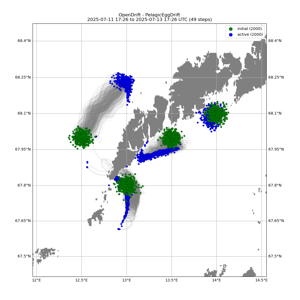 OpenDrift - PelagicEggDrift
2025-07-11 17:26 to 2025-07-13 17:26 UTC (49 steps)
initial (2000)
active (2000)
68.4°N
68.25°N
68.1°N
67.95°N
67.8°N
67.65°N
67.5°N
12°E
12.5°E
13°E
13.5°E
14°E
14.5°E